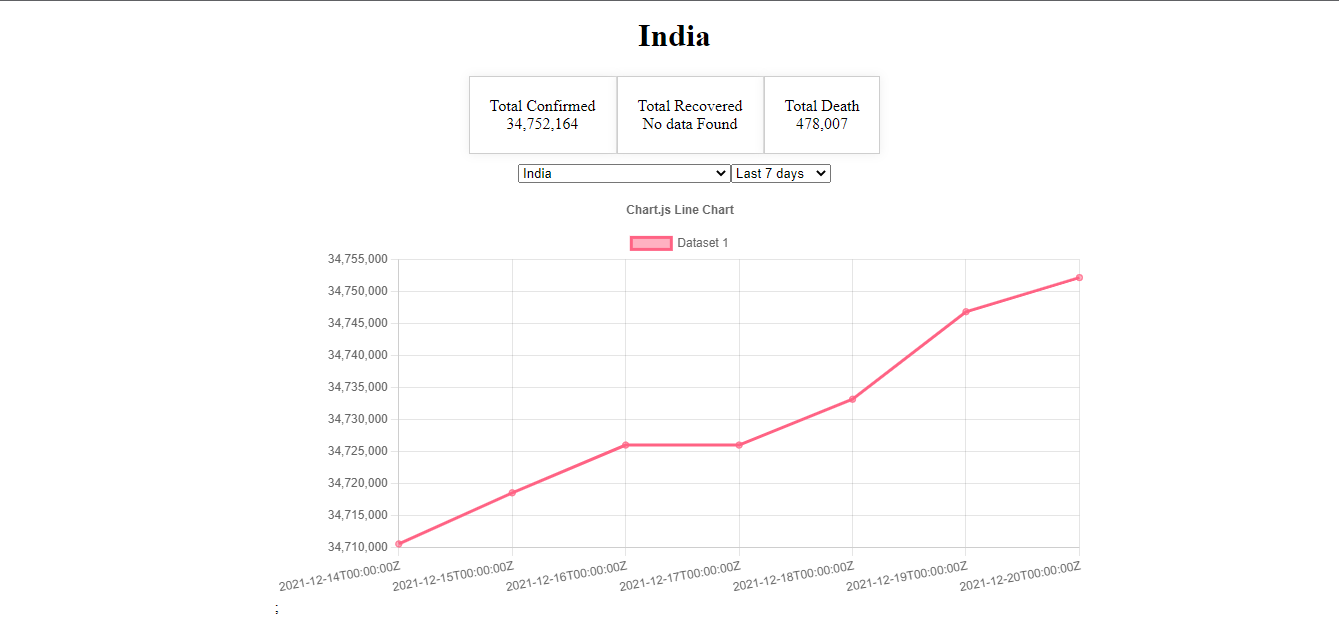 India
Total Confirmed
34,752,164
Total Recovered
No data Found
Total Death
478,007
India
Last 7 days
Chart.js Line Chart
Dataset 1
34,755,000
34,750,000
34,745,000
34,740,000
34,735,000
34,730,000
34,725,000
34,720,000
34,715,000
34,710,000
2021-12-14T00:00:00Z
2021-12-15T00:00:00Z
2021-12-16T00:00:00Z
2021-12-17T00:00:00Z
2021-12-18T00:00:00Z
2021-12-19T00:00:00Z
2021-12-20T00:00:00Z
;